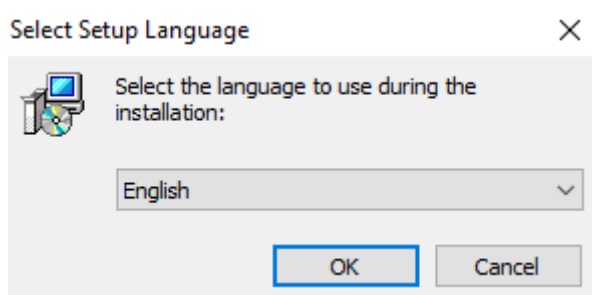 Select Setup Language
Select the language to use during the
installation:
English
OK
Cancel